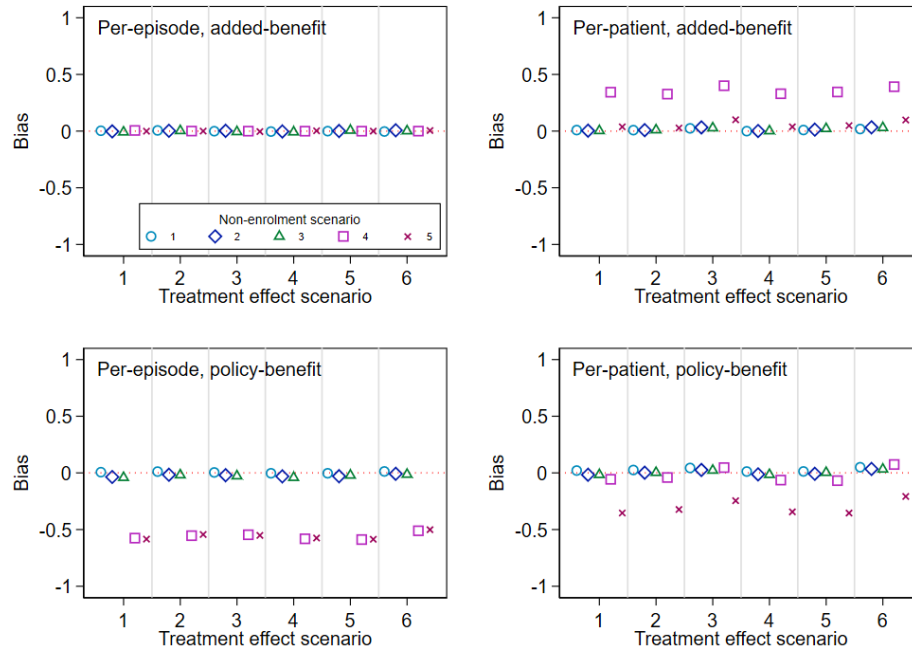 Per-episode, added-benefit
1
0.5
0
-0.5
-1
Bias
Non-enrolment scenario
1 2 3 4 5
1 2 3 4 5 6
Treatment effect scenario
Per-patient, added-benefit
1
0.5
0
-0.5
-1
Bias
1 2 3 4 5 6
Treatment effect scenario
Per-episode, policy-benefit
1
0.5
0
-0.5
-1
Bias
1 2 3 4 5 6
Treatment effect scenario
Per-patient, policy-benefit
1
0.5
0
-0.5
-1
Bias
1 2 3 4 5 6
Treatment effect scenario